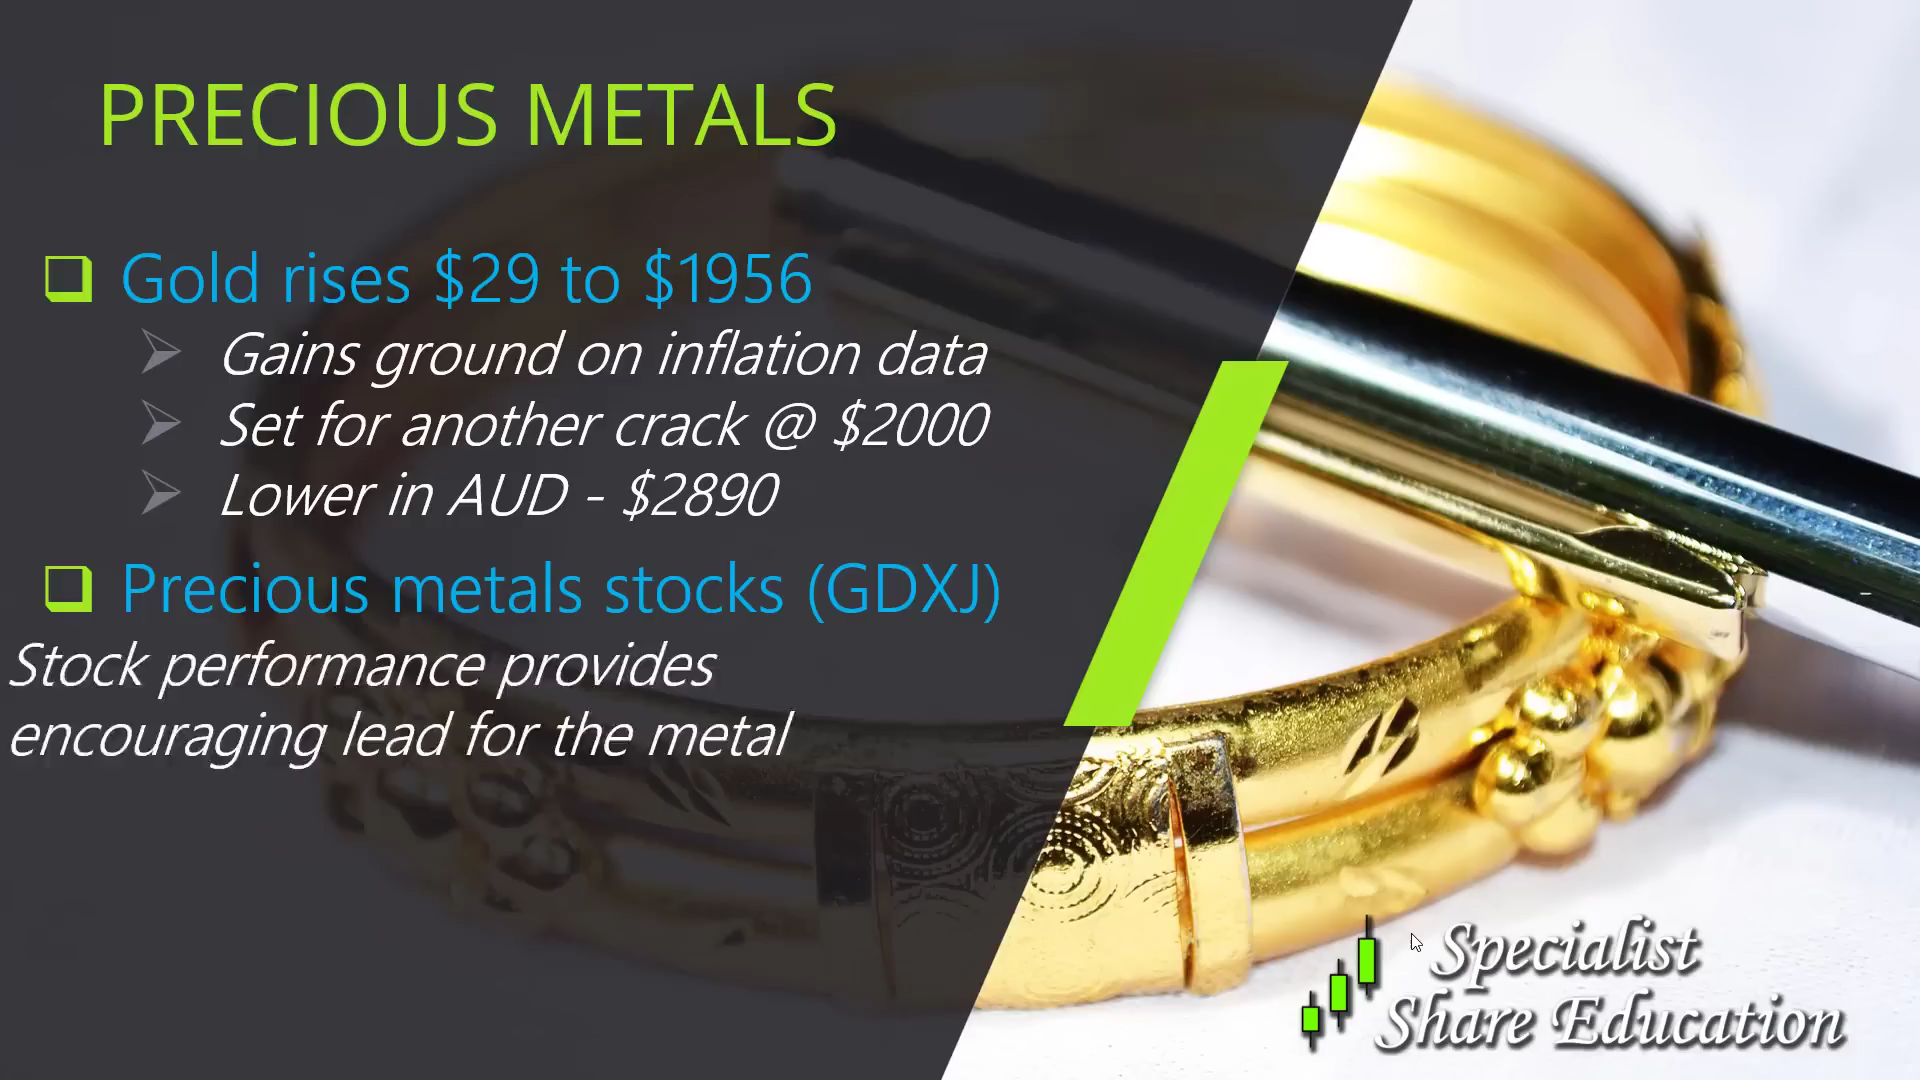 PRECIOUS METALS
Gold rises $29 to $1956
Gains ground on inflation data
Set for another crack @ $2000
Lower in AUD - $2890
Precious metals stocks (GDXJ)
Stock performance provides
encouraging lead for the metal
Specialist
Share Education